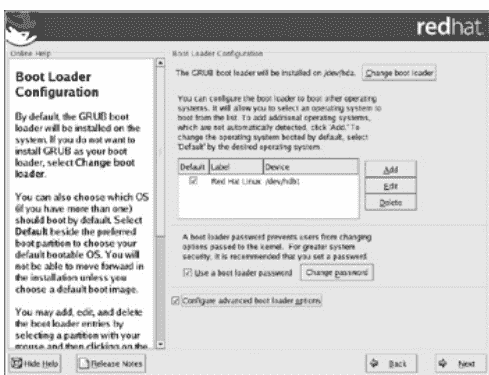 redhat
Online Help
Boot Loader
Configuration
By default, the GRUB boot
loader will be installed on the
system. If you do not want to
install GRUB as your boot
loader, select Change boot
loader.
You can also choose which OS
(if you have more than one)
should boot by default. Select
Default beside the preferred
boot partition to choose your
default bootable OS. You will
not be able to move forward in
the installation unless you
choose a default boot image.
You may add, edit, and delete
the boot loader entries by
selecting a partition with your
mouse and then clicking on the
Boot Loader Configuration
The GRUB boot loader will be installed on /dev/hda.
Change boot loader
You can configure the boot loader to boot other operating
systems. It will allow you to select an operating system to
boot from the list. To add additional operating systems,
which are not automatically detected, click 'Add.' To
change the operating system booted by default, select
'Default' by the desired operating system.
Default Label Device
Red Hat Linux /dev/hdb1
Add
Edit
Delete
A boot loader password prevents users from changing
options passed to the kernel. For greater system
security, it is recommended that you set a password.
Use a boot loader password
Change password
Configure advanced boot loader options
Hide Help
Release Notes
Back
Next